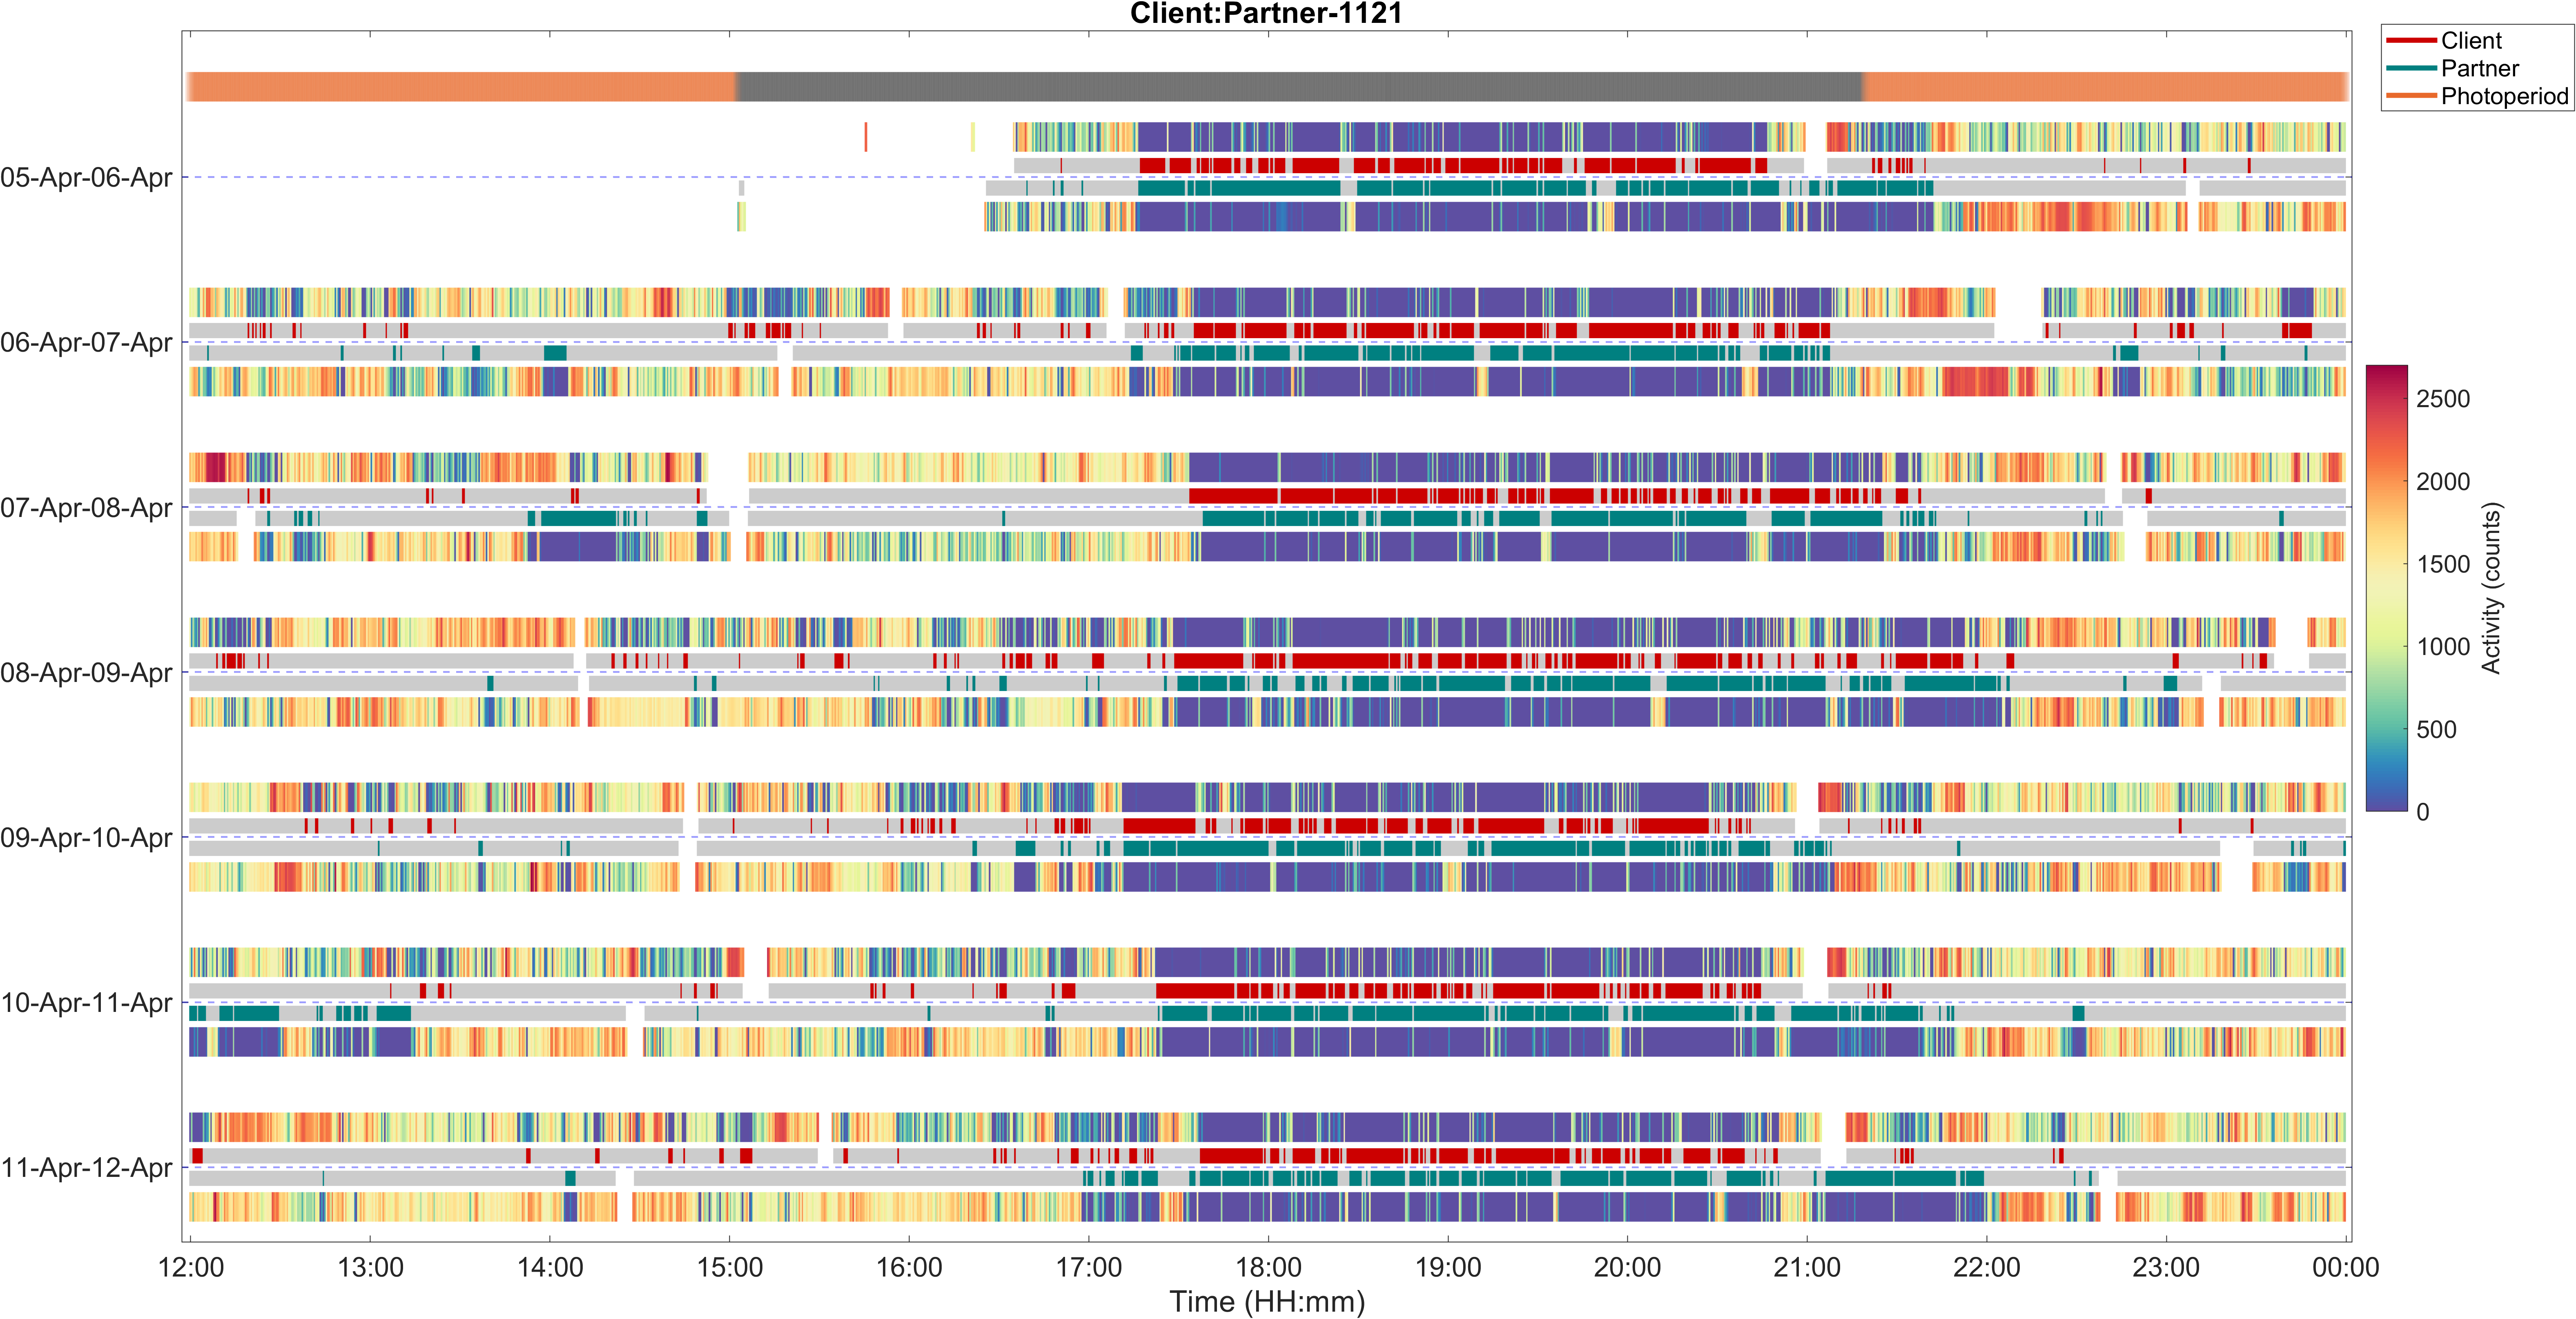 Client:Partner-1121
Client
Partner
Photoperiod
05-Apr-06-Apr
06-Apr-07-Apr
07-Apr-08-Apr
08-Apr-09-Apr
09-Apr-10-Apr
10-Apr-11-Apr
11-Apr-12-Apr
2500
2000
1500
1000
500
0
Activity (counts)
12:00 13:00 14:00 15:00 16:00 17:00 18:00 19:00 20:00 21:00 22:00 23:00 00:00
Time (HH:mm)